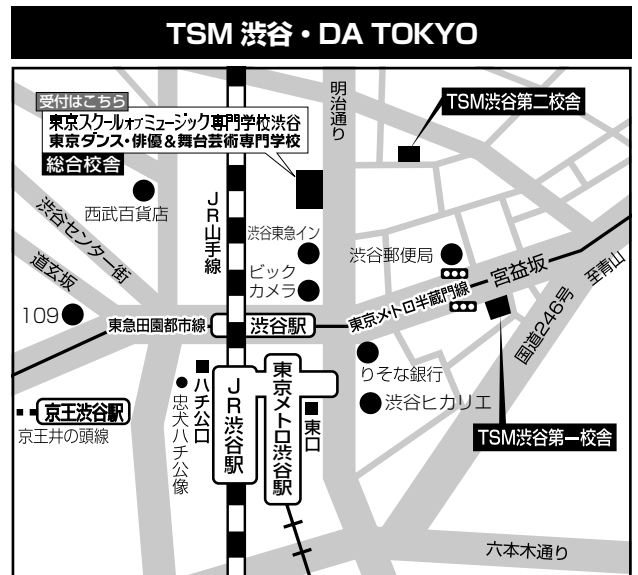 TSM 渋谷・DA TOKYO
受付はこちら
東京スクールオブミュージック専門学校渋谷
東京ダンス・俳優&舞台芸術専門学校
総合校舎
明治通り
TSM渋谷第二校舎
西武百貨店
渋谷センター街
道玄坂
109
JR山手線
渋谷東急イン
ビック
カメラ
渋谷郵便局
宮益坂
至青山
東急田園都市線
渋谷駅
東京メトロ半蔵門線
国道246号
りそな銀行
渋谷ヒカリエ
ハチ公口
忠犬ハチ公像
JR渋谷駅
東京メトロ渋谷駅
東口
京王渋谷駅
京王井の頭線
TSM渋谷第一校舎
六本木通り